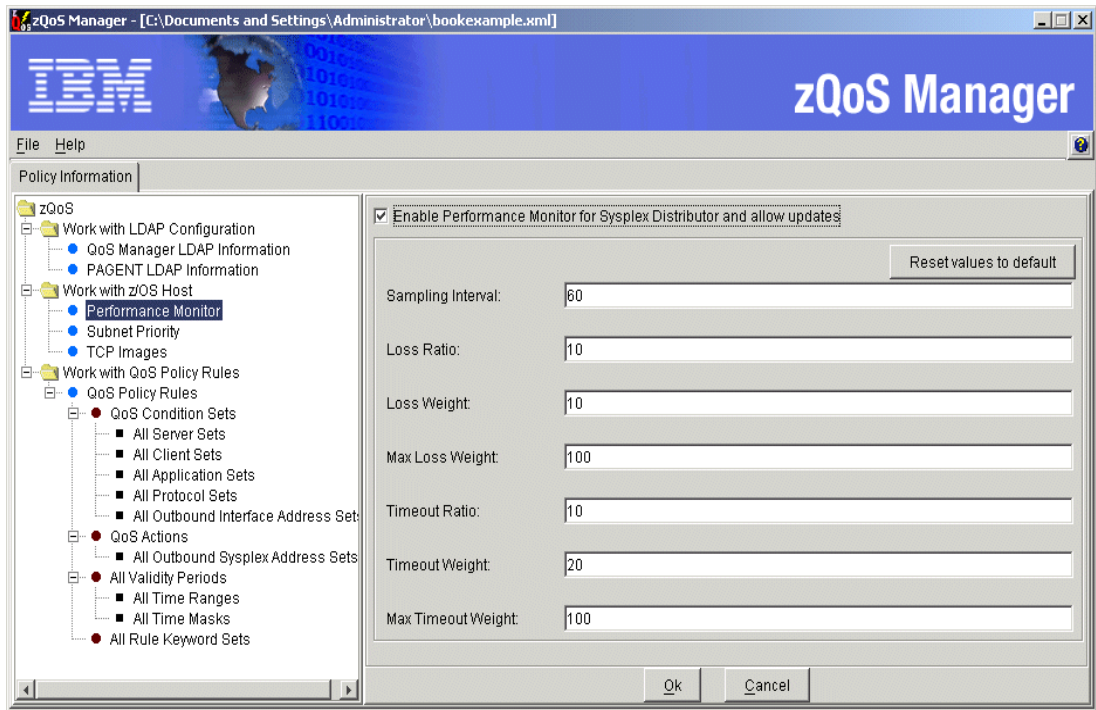 zQoS Manager - [C:\Documents and Settings\Administrator\bookexample.xml]
IBM
zQoS Manager
File Help
Policy Information
zQoS
Work with LDAP Configuration
QoS Manager LDAP Information
PAGENT LDAP Information
Work with z/OS Host
Performance Monitor
Subnet Priority
TCP Images
Work with QoS Policy Rules
QoS Policy Rules
QoS Condition Sets
All Server Sets
All Client Sets
All Application Sets
All Protocol Sets
All Outbound Interface Address Set
QoS Actions
All Outbound Sysplex Address Sets
All Validity Periods
All Time Ranges
All Time Masks
All Rule Keyword Sets
Enable Performance Monitor for Sysplex Distributor and allow updates
Reset values to default
Sampling Interval: 60
Loss Ratio: 10
Loss Weight: 10
Max Loss Weight: 100
Timeout Ratio: 10
Timeout Weight: 20
Max Timeout Weight: 100
Ok Cancel